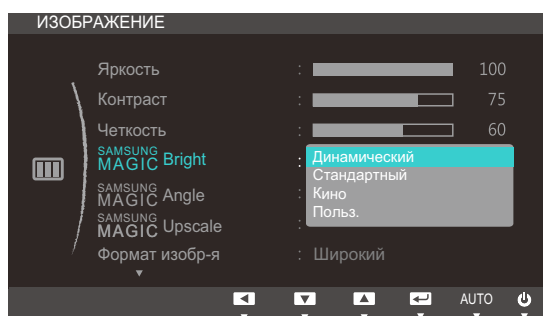 ИЗОБРАЖЕНИЕ
Яркость : 100
Контраст : 75
Четкость : 60
SAMSUNG MAGIC Bright : Динамический
Стандартный
Кино
Польз.
SAMSUNG MAGIC Angle :
SAMSUNG MAGIC Upscale :
Формат изобр-я : Широкий
AUTO